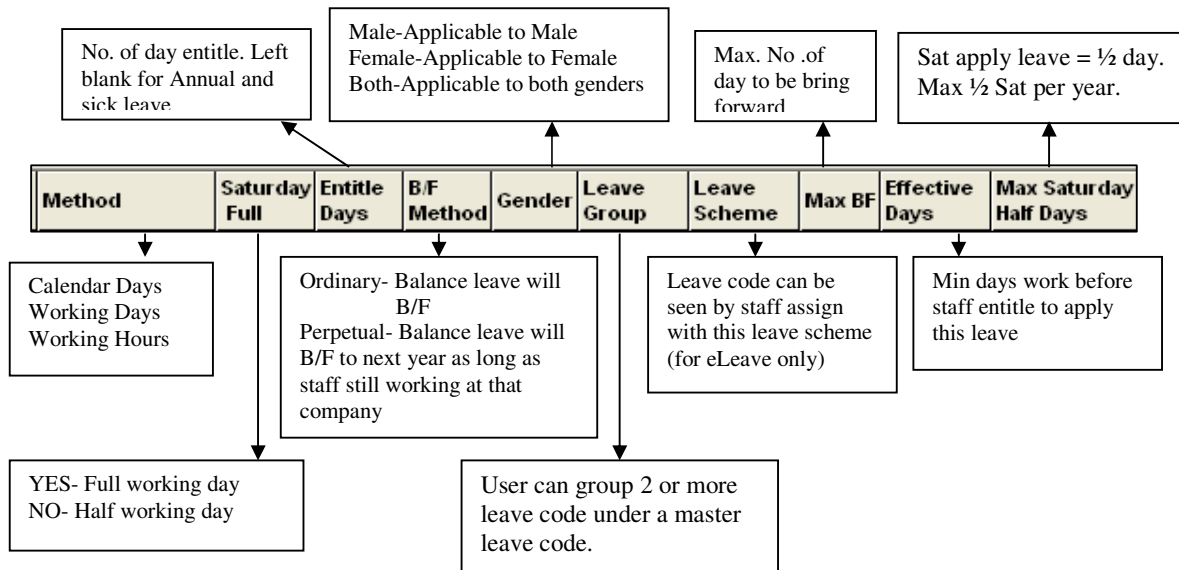 No. of day entitle. Left
blank for Annual and
sick leave
Male-Applicable to Male
Female-Applicable to Female
Both-Applicable to both genders
Max. No .of
day to be bring
forward
Sat apply leave = ½ day.
Max ½ Sat per year.
Method
Saturday
Full
Entitle
Days
B/F
Method
Gender
Leave
Group
Leave
Scheme
Max BF
Effective
Days
Max Saturday
Half Days
Calendar Days
Working Days
Working Hours
Ordinary- Balance leave will
B/F
Perpetual- Balance leave will
B/F to next year as long as
staff still working at that
company
Leave code can be
seen by staff assign
with this leave scheme
(for eLeave only)
Min days work before
staff entitle to apply
this leave
YES- Full working day
NO- Half working day
User can group 2 or more
leave code under a master
leave code.